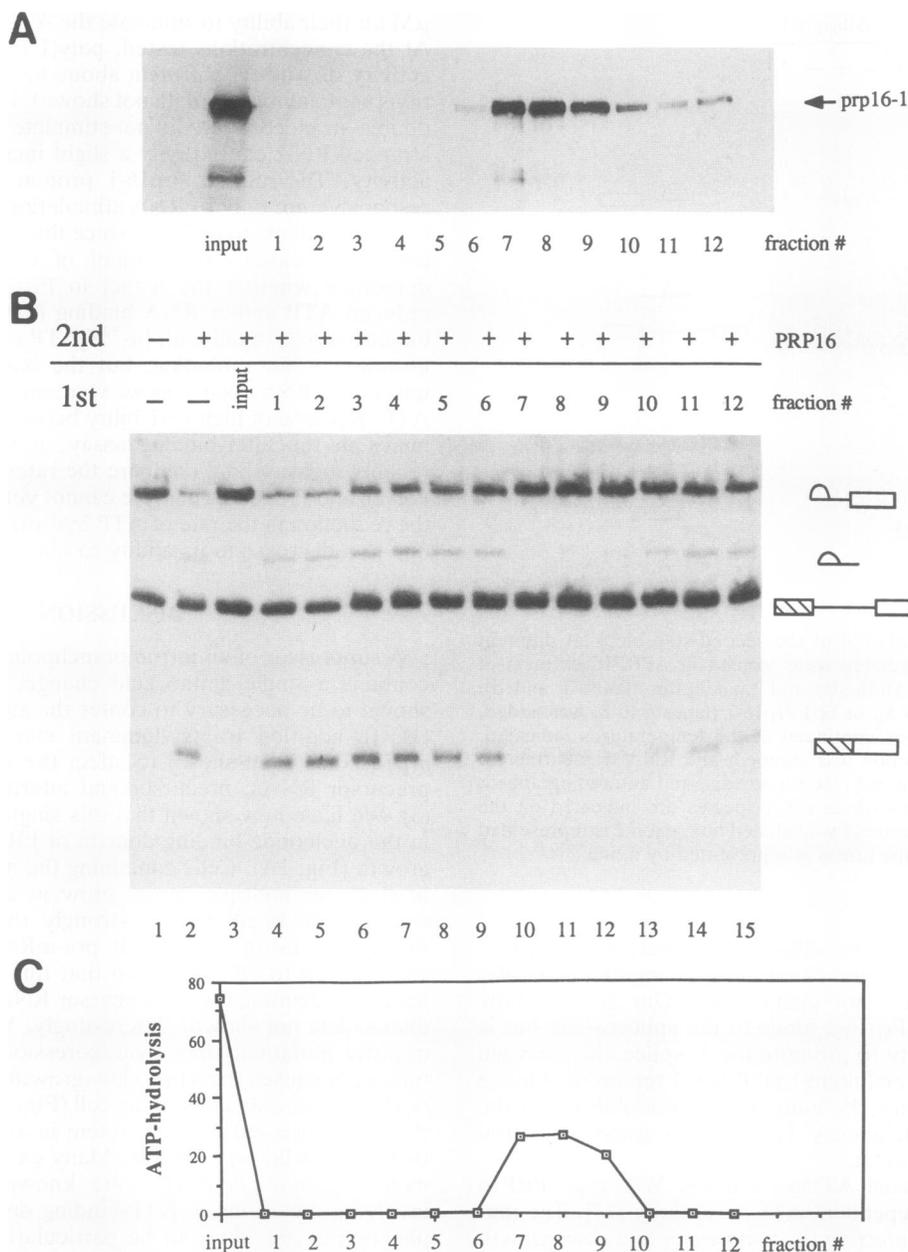 A
prp16-1
input 1 2 3 4 5 6 7 8 9 10 11 12 fraction #
B
2nd + + + + + + + + + + + + + + PRP16
1st — Input 1 2 3 4 5 6 7 8 9 10 11 12 fraction #
1 2 3 4 5 6 7 8 9 10 11 12 13 14 15
C
80
60
40
20
0
ATP-hydrolysis
input 1 2 3 4 5 6 7 8 9 10 11 12 fraction #